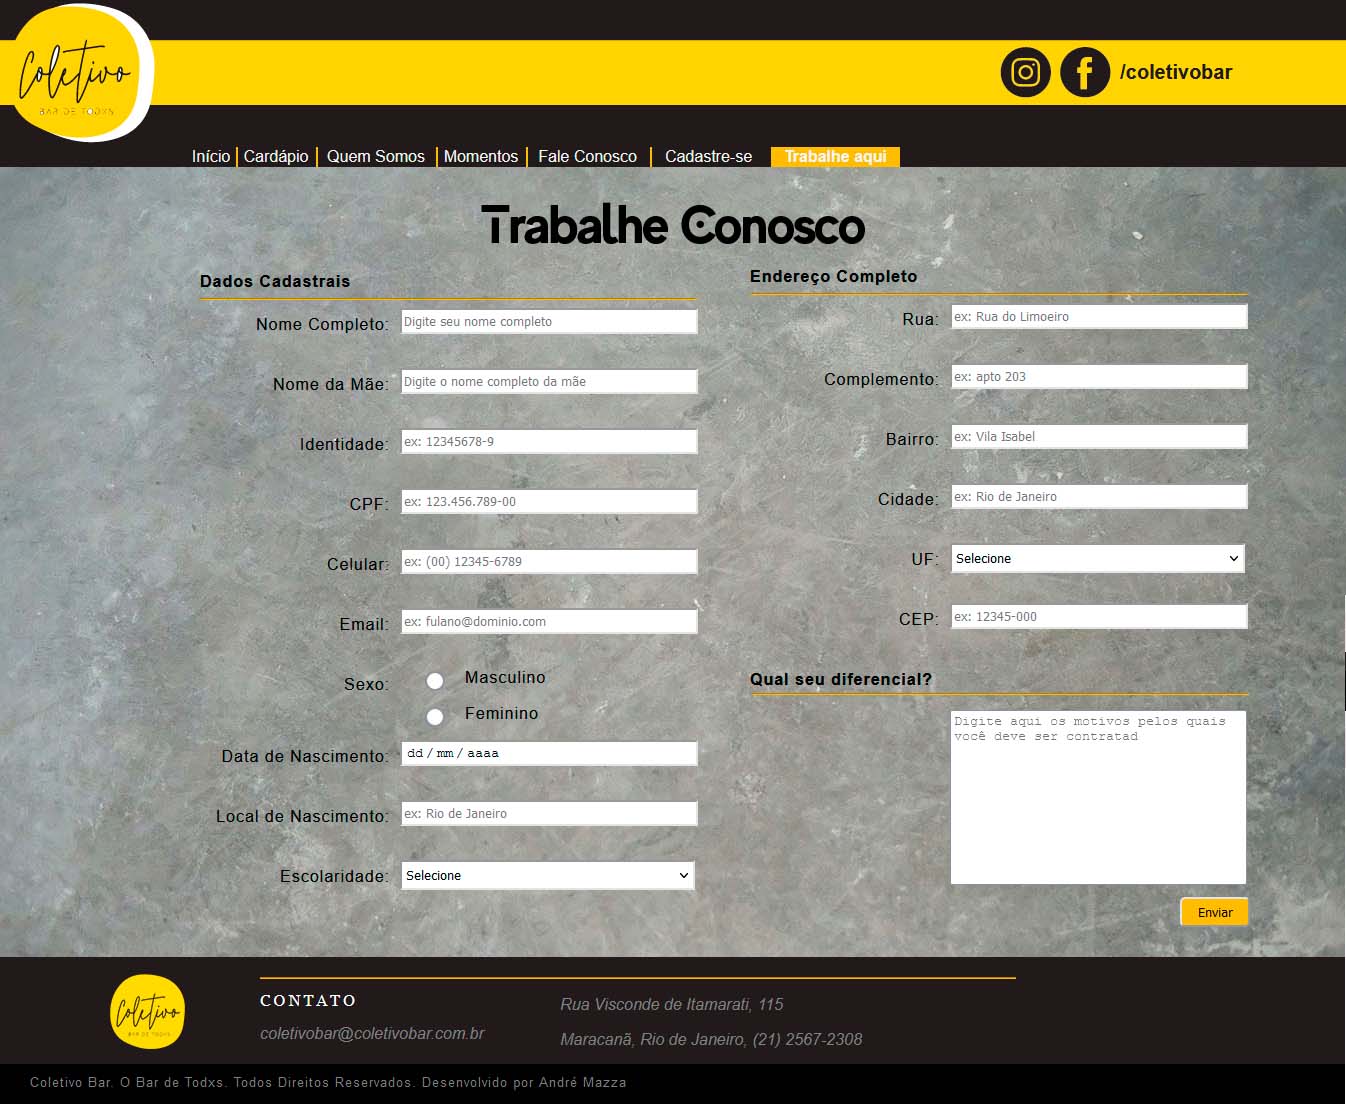 Coletivo
BAR DE TODXS
/coletivobar
Início
Cardápio
Quem Somos
Momentos
Fale Conosco
Cadastre-se
Trabalhe aqui
Trabalhe Conosco
Dados Cadastrais
Nome Completo: Digite seu nome completo
Nome da Mãe: Digite o nome completo da mãe
Identidade: ex: 12345678-9
CPF: ex: 123.456.789-00
Celular: ex: (00) 12345-6789
Email: ex: fulano@dominio.com
Sexo: Masculino
Feminino
Data de Nascimento: dd / mm / aaaa
Local de Nascimento: ex: Rio de Janeiro
Escolaridade: Selecione
Endereço Completo
Rua: ex: Rua do Limoeiro
Complemento: ex: apto 203
Bairro: ex: Vila Isabel
Cidade: ex: Rio de Janeiro
UF: Selecione
CEP: ex: 12345-000
Qual seu diferencial?
Digite aqui os motivos pelos quais
você deve ser contratad
Enviar
Coletivo
BAR DE TODXS
CONTATO
coletivobar@coletivobar.com.br
Rua Visconde de Itamarati, 115
Maracanã, Rio de Janeiro, (21) 2567-2308
Coletivo Bar. O Bar de Todxs. Todos Direitos Reservados. Desenvolvido por André Mazza